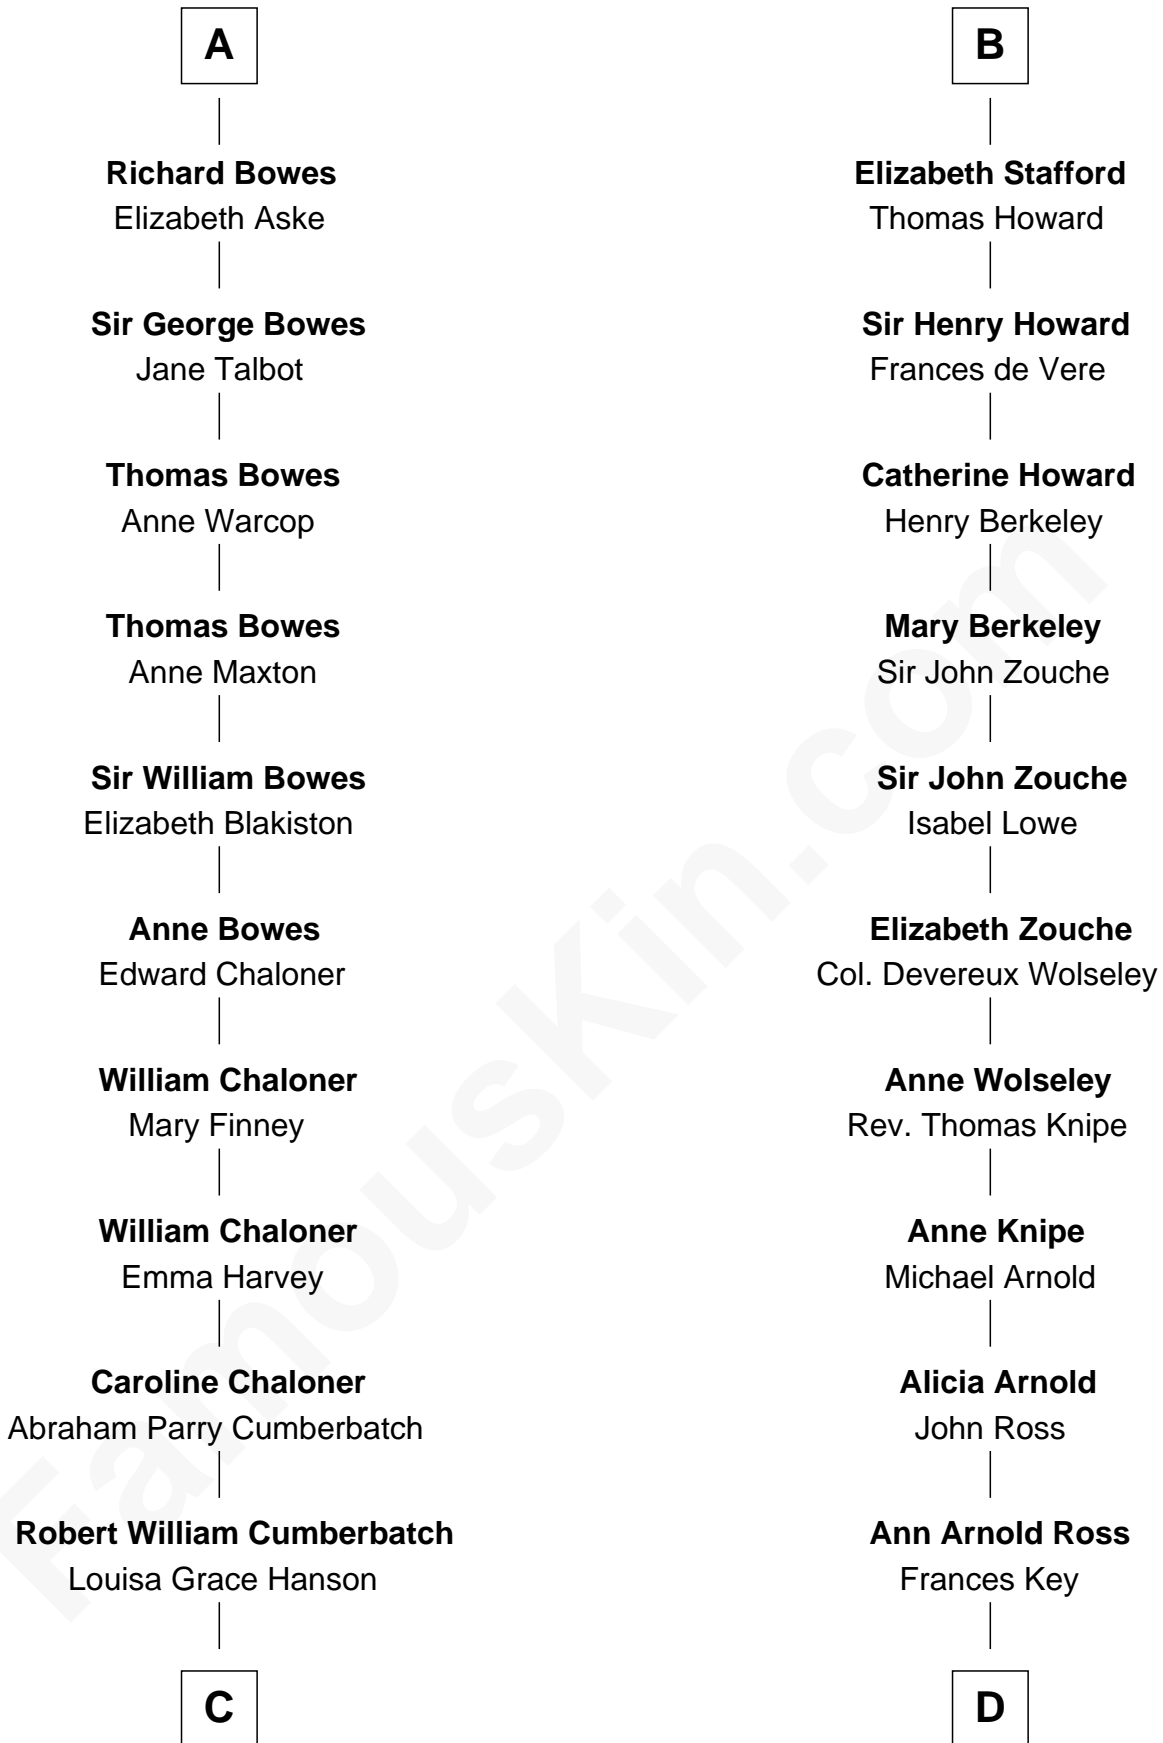 A
Richard Bowes
Elizabeth Aske
Sir George Bowes
Jane Talbot
Thomas Bowes
Anne Warcop
Thomas Bowes
Anne Maxton
Sir William Bowes
Elizabeth Blakiston
Anne Bowes
Edward Chaloner
William Chaloner
Mary Finney
William Chaloner
Emma Harvey
Caroline Chaloner
Abraham Parry Cumberbatch
Robert William Cumberbatch
Louisa Grace Hanson
C
B
Elizabeth Stafford
Thomas Howard
Sir Henry Howard
Frances de Vere
Catherine Howard
Henry Berkeley
Mary Berkeley
Sir John Zouche
Sir John Zouche
Isabel Lowe
Elizabeth Zouche
Col. Devereux Wolseley
Anne Wolseley
Rev. Thomas Knipe
Anne Knipe
Michael Arnold
Alicia Arnold
John Ross
Ann Arnold Ross
Frances Key
D
FamousKin.com